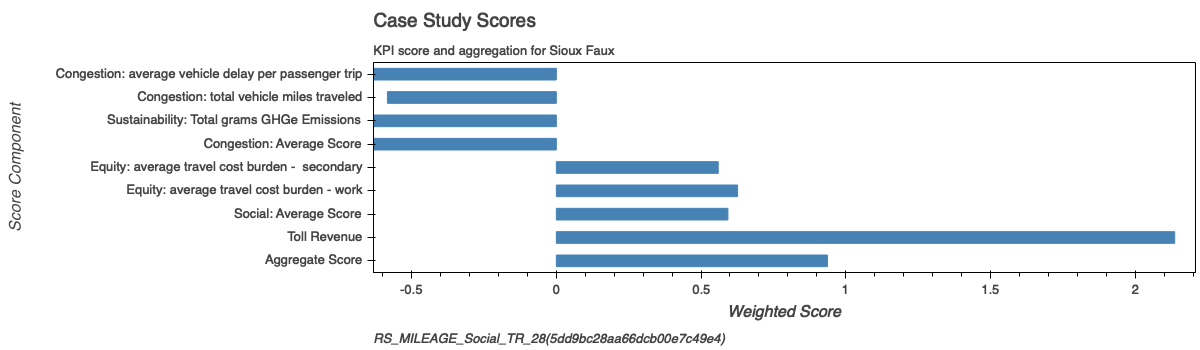 Case Study Scores
KPI score and aggregation for Sioux Faux
Score Component
Congestion: average vehicle delay per passenger trip
Congestion: total vehicle miles traveled
Sustainability: Total grams GHGe Emissions
Congestion: Average Score
Equity: average travel cost burden -  secondary
Equity: average travel cost burden - work
Social: Average Score
Toll Revenue
Aggregate Score
-0.5 0 0.5 1 1.5 2
Weighted Score
RS_MILEAGE_Social_TR_28(5dd9bc28aa66dcb00e7c49e4)